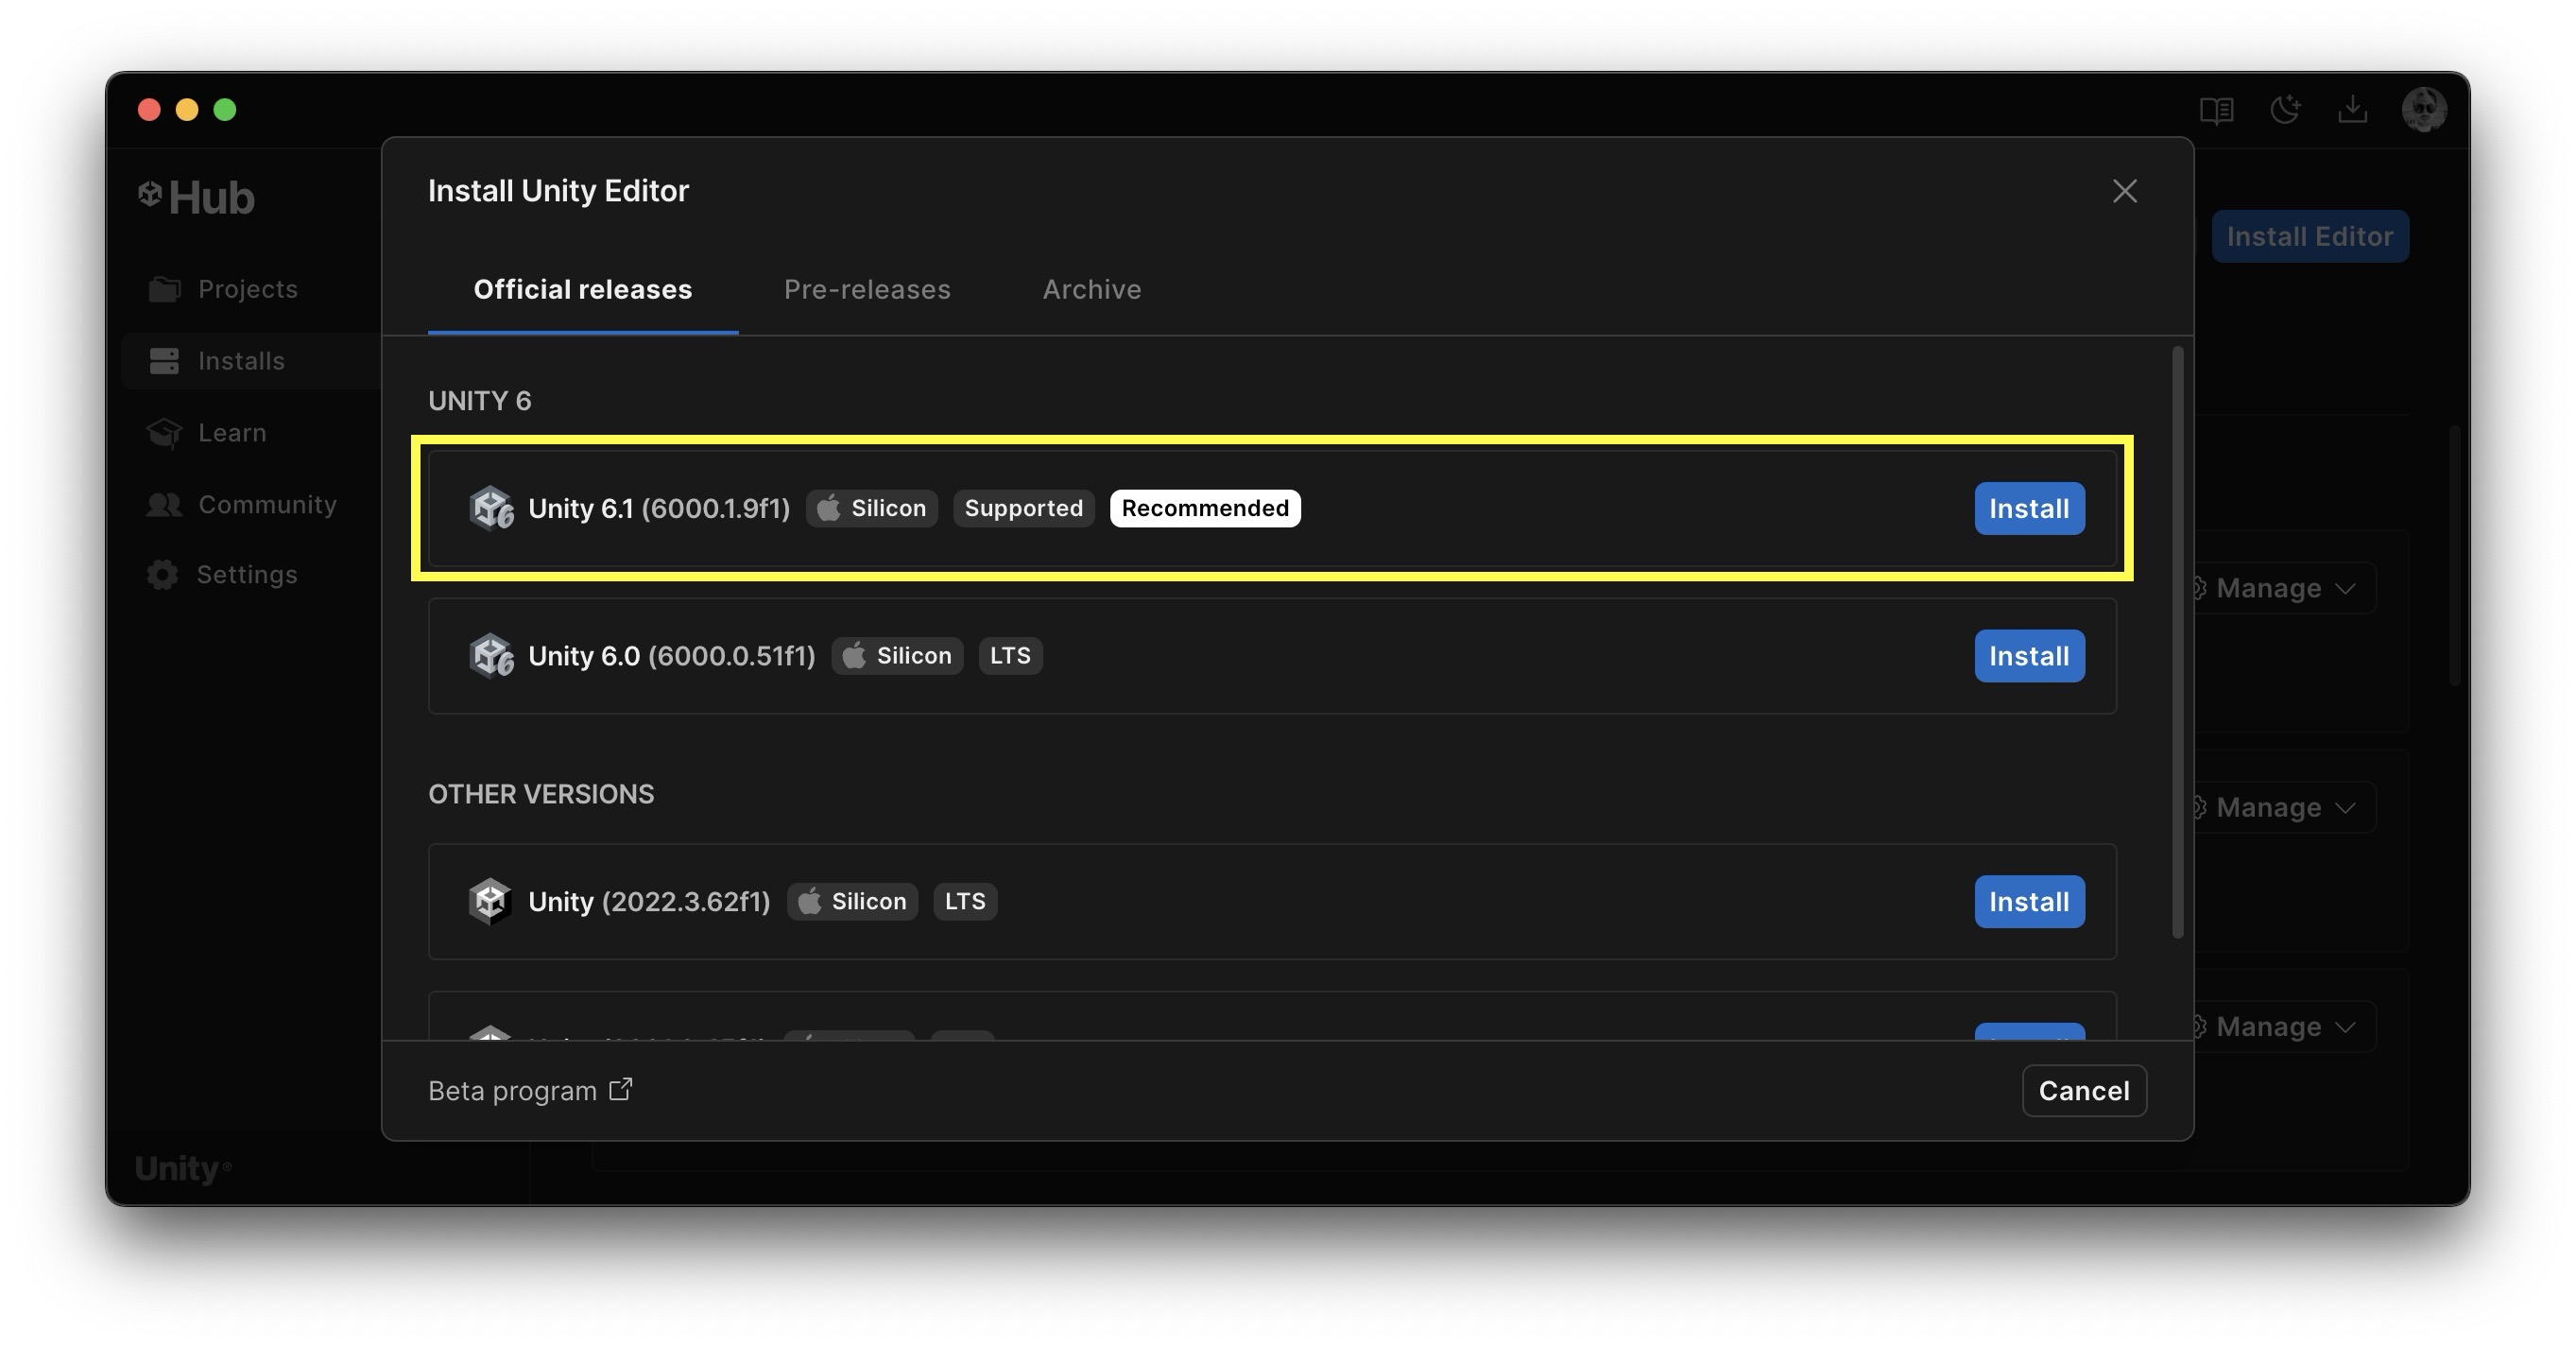 Hub
Install Editor
Projects
Installs
Learn
Community
Settings
Install Unity Editor
Official releases Pre-releases Archive
UNITY 6
Unity 6.1 (6000.1.9f1) Silicon Supported Recommended Install
Unity 6.0 (6000.0.51f1) Silicon LTS Install
OTHER VERSIONS
Unity (2022.3.62f1) Silicon LTS Install
Beta program Cancel
Manage
Manage
Manage
Unity®